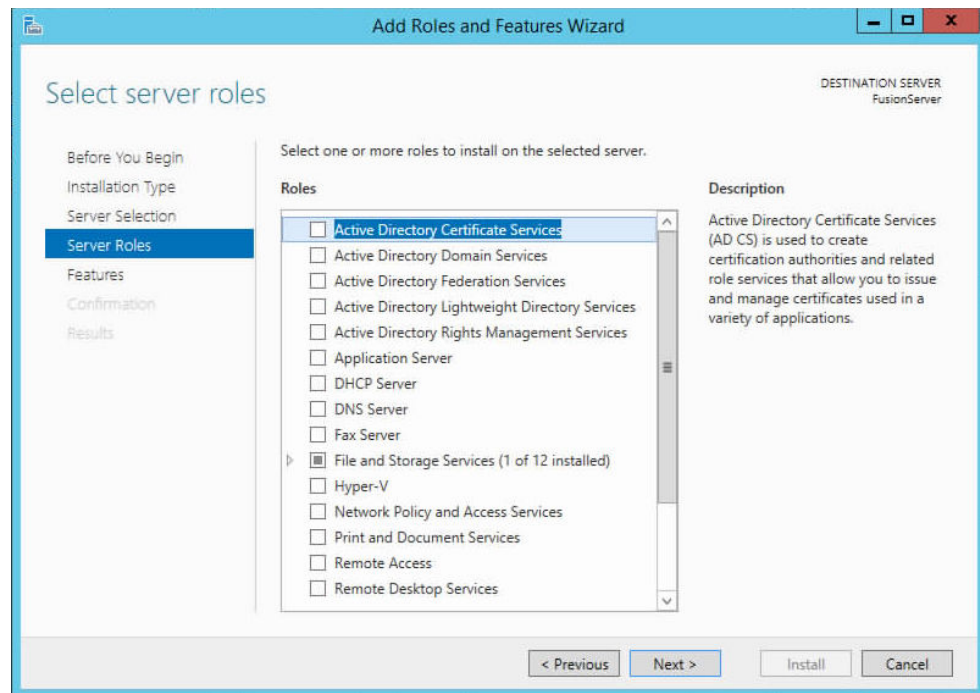 Add Roles and Features Wizard
Select server roles
DESTINATION SERVER
FusionServer
Before You Begin
Installation Type
Server Selection
Server Roles
Features
Confirmation
Results
Select one or more roles to install on the selected server.
Roles
Active Directory Certificate Services
Active Directory Domain Services
Active Directory Federation Services
Active Directory Lightweight Directory Services
Active Directory Rights Management Services
Application Server
DHCP Server
DNS Server
Fax Server
File and Storage Services (1 of 12 installed)
Hyper-V
Network Policy and Access Services
Print and Document Services
Remote Access
Remote Desktop Services
Description
Active Directory Certificate Services
(AD CS) is used to create
certification authorities and related
role services that allow you to issue
and manage certificates used in a
variety of applications.
< Previous
Next >
Install
Cancel